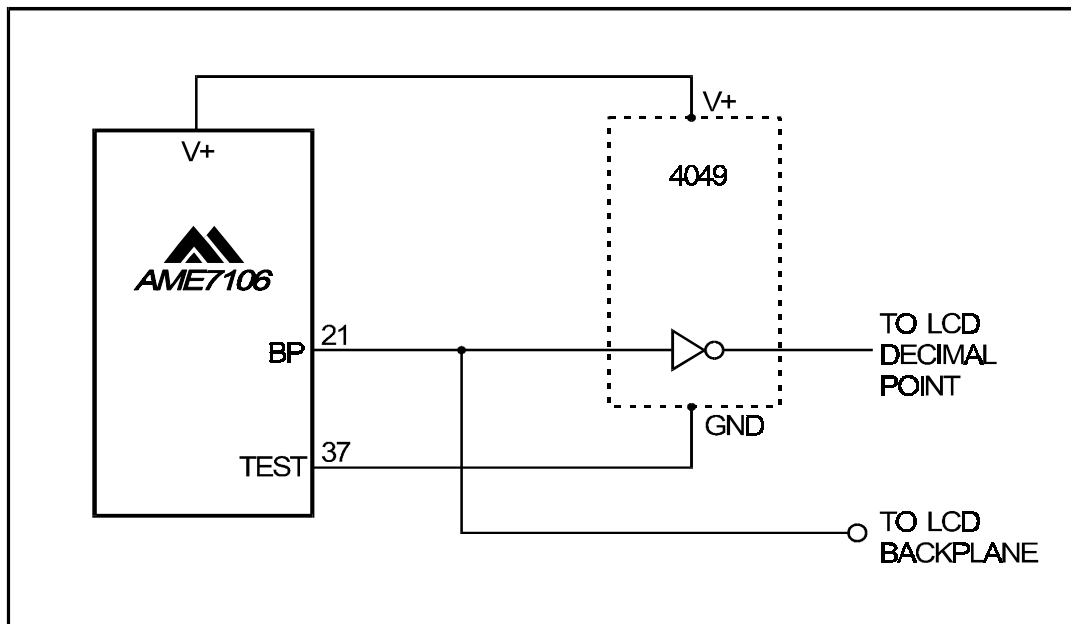 V+
V+
4049
AME7106
BP
21
TO LCD
DECIMAL
POINT
GND
TEST
37
TO LCD
BACKPLANE